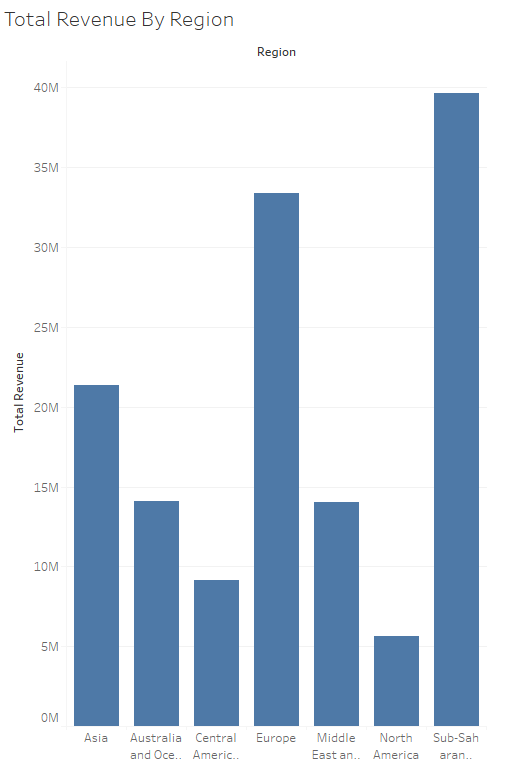 Total Revenue By Region
Region
Total Revenue
40M
35M
30M
25M
20M
15M
10M
5M
0M
Asia
Australia
and Oce..
Central
Americ..
Europe
Middle
East an..
North
America
Sub-Sah
aran..